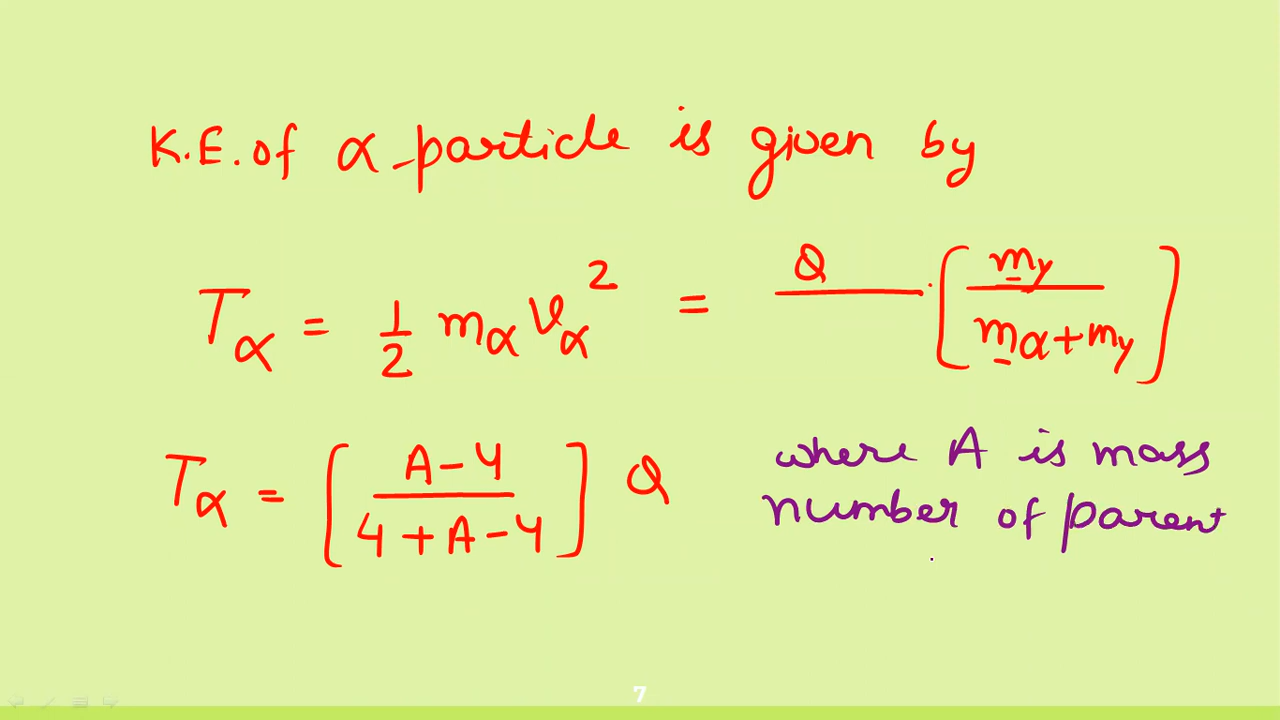 K.E. of α-particle is given by
Tα = 1/2 mα vα² = Q/ · [my/(mα+my)]
Tα = [(A-4)/(4+A-4)] Q
where A is mass
number of parent
7